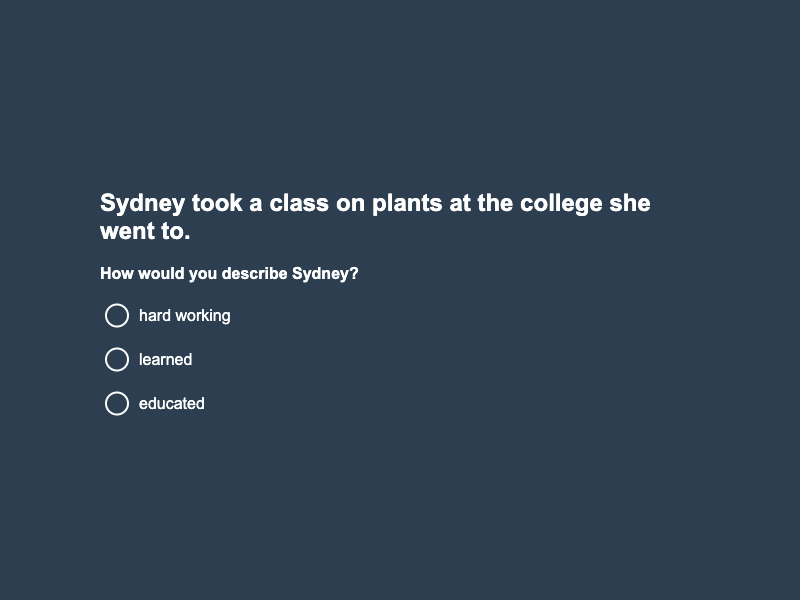 Sydney took a class on plants at the college she
went to.
How would you describe Sydney?
hard working
learned
educated